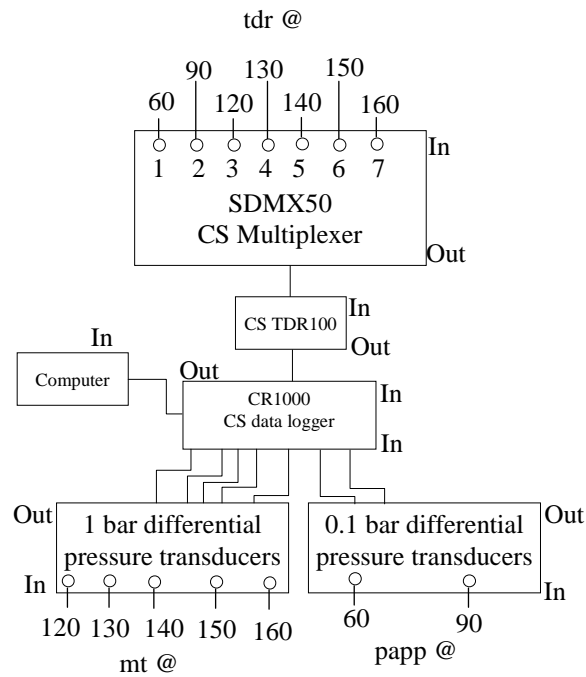 tdr @
150
130
90
60
120
140
160
In
1 2 3 4 5 6 7
SDMX50
CS Multiplexer
Out
In
CS TDR100
Out
In
Computer
Out
CR1000
CS data logger
In
In
Out
1 bar differential
pressure transducers
In
120 130 140 150 160
mt @
0.1 bar differential
pressure transducers
Out
In
60 90
papp @